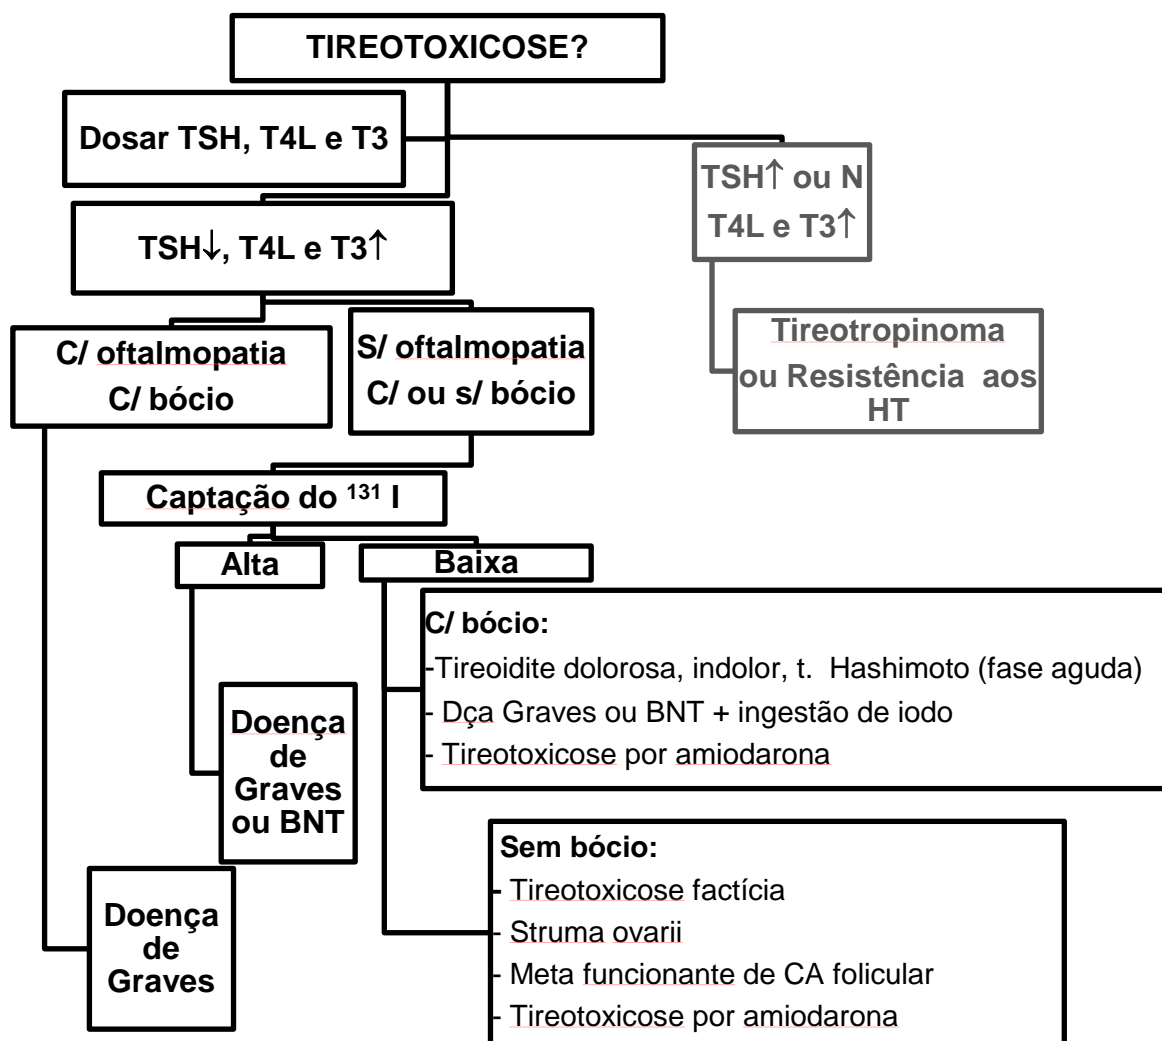 TIREOTOXICOSE?
Dosar TSH, T4L e T3
TSH↑ ou N
T4L e T3↑
TSH↓, T4L e T3↑
C/ oftalmopatia
C/ bócio
S/ oftalmopatia
C/ ou s/ bócio
Tireotropinoma
ou Resistência aos
HT
Captação do ¹³¹ I
Alta
Baixa
C/ bócio:
-Tireoidite dolorosa, indolor, t. Hashimoto (fase aguda)
- Dça Graves ou BNT + ingestão de iodo
- Tireotoxicose por amiodarona
Doença
de
Graves
ou BNT
Sem bócio:
- Tireotoxicose factícia
- Struma ovarii
- Meta funcionante de CA folicular
- Tireotoxicose por amiodarona
Doença
de
Graves